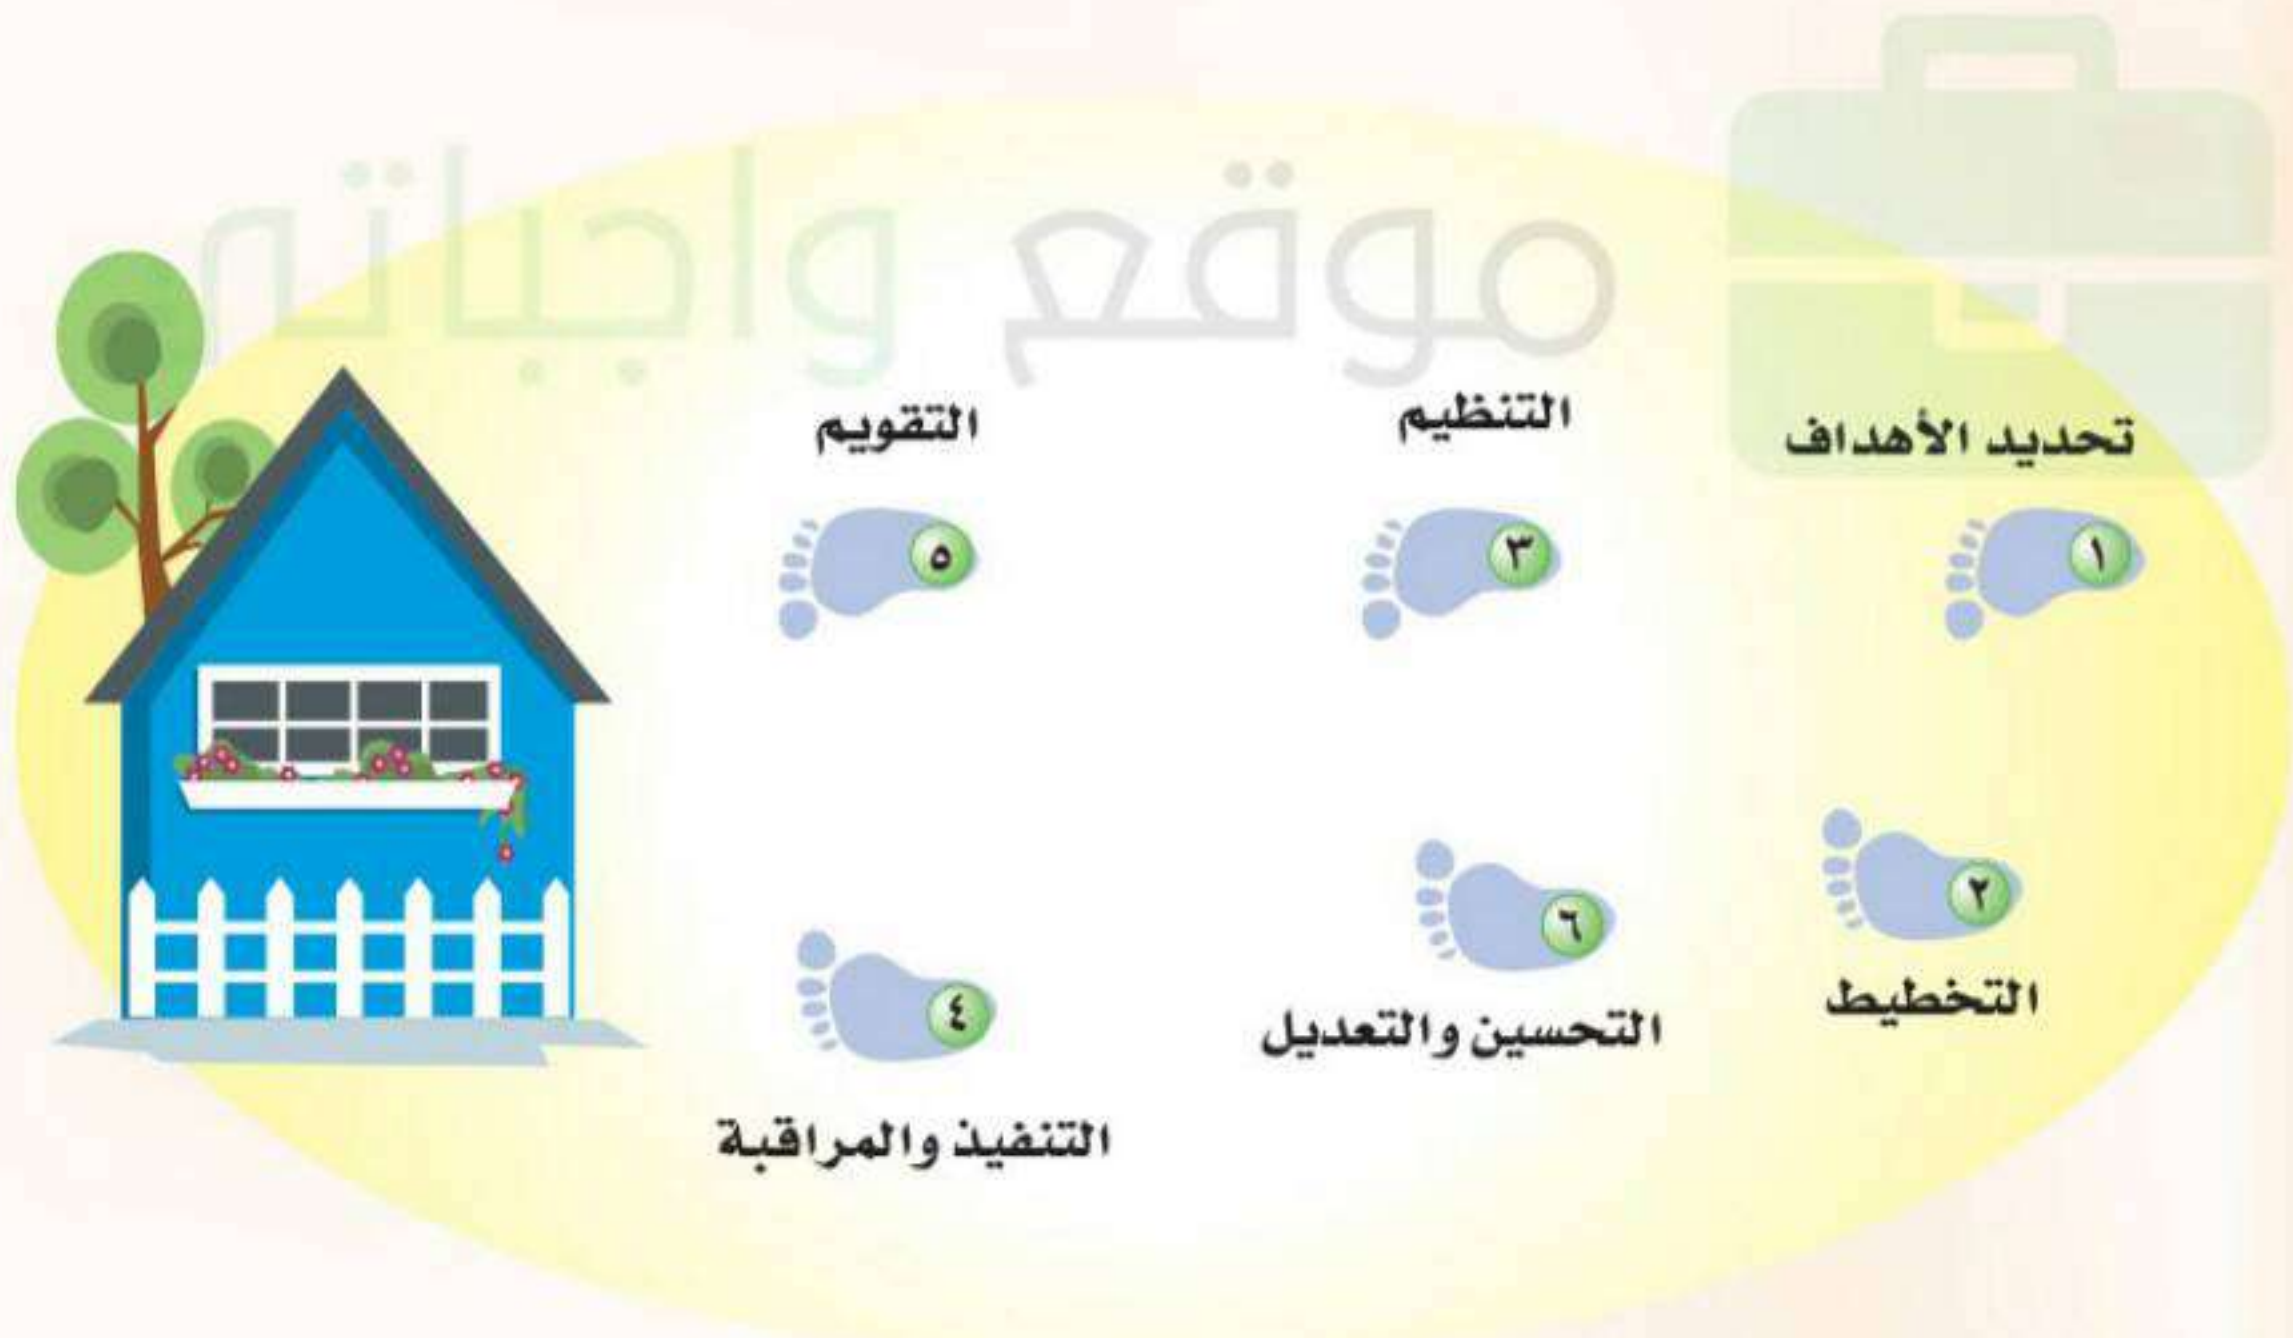 موقع واجباتي
تحديد الأهداف
١
٢
التخطيط
التنظيم
٣
٤
التنفيذ والمراقبة
التقويم
٥
٦
التحسين والتعديل